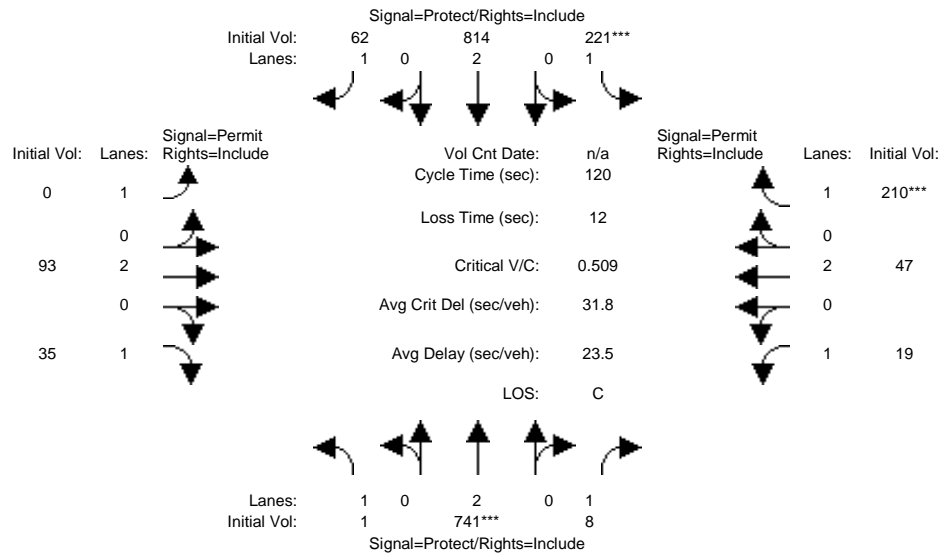 Signal=Protect/Rights=Include
Initial Vol: 62 814 221***
Lanes: 1 0 2 0 1
Signal=Permit Signal=Permit
Initial Vol: Lanes: Rights=Include Vol Cnt Date: n/a Rights=Include Lanes: Initial Vol:
Cycle Time (sec): 120
0 1 1 210***
Loss Time (sec): 12
0 0
93 2 Critical V/C: 0.509 2 47
0 Avg Crit Del (sec/veh): 31.8 0
35 1 Avg Delay (sec/veh): 23.5 1 19
LOS: C
Lanes: 1 0 2 0 1
Initial Vol: 1 741*** 8
Signal=Protect/Rights=Include